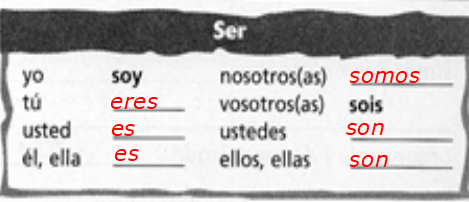 Ser
yo soy nosotros(as) somos
tú eres vosotros(as) sois
usted es ustedes son
él, ella es ellos, ellas son